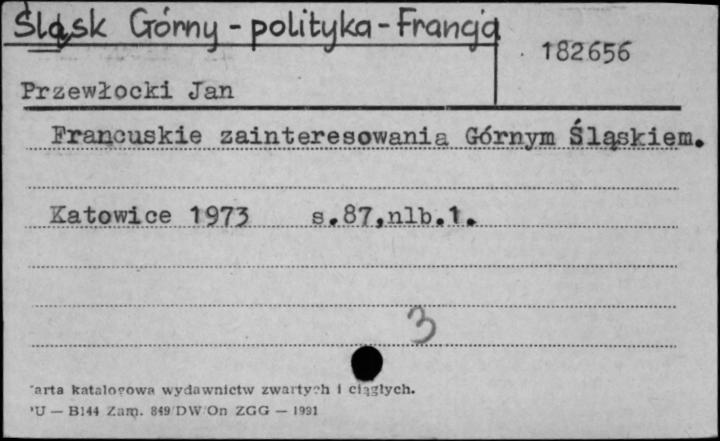 Śląsk Górny - polityka - Francja
182656
Przewłocki Jan
Francuskie zainteresowania Górnym Śląskiem.
Katowice 1973 s.87,nlb.1.
3
arta katalogowa wydawnictw zwartych i ciągłych.
U — B144 Zam. 849/DW/On ZGG — 1991